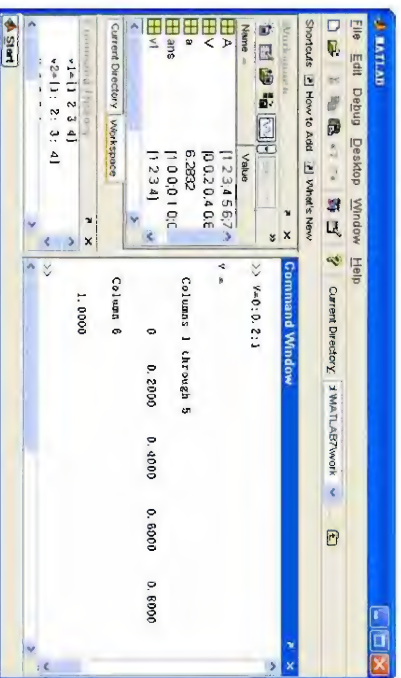 MATLAB
File Edit Debug Desktop Window Help
Current Directory:
\MATLAB7\work
Shortcuts How to Add What's New
Workspace
Name Value
A [1 2 3;4 5 6;7
V [0 0.2 0.4 0.6
a 6.2832
ans [1 0 0;0 1 0;0
v1 [1 2 3 4]
Current Directory Workspace
Command History
v1=[1 2 3 4]
v2=[1; 2; 3; 4]
Command Window
>> V=0:0.2:1
V =
Columns 1 through 5
0 0.2000 0.4000 0.6000 0.8000
Column 6
1.0000
>>
Start